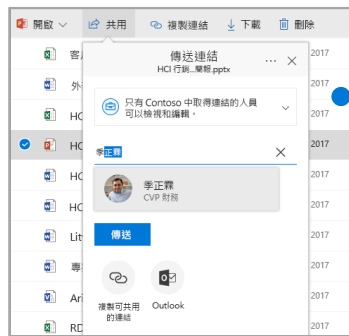 開啟 共用 複製連結 下載 刪除
傳送連結
HCI 行銷...簡報.pptx
只有 Contoso 中取得連結的人員
可以檢視和編輯。
季正霖
季正霖
CVP 財務
傳送
複製可共用
的連結
Outlook
客
2017
外
2017
HC
2017
HC
2017
HC
2017
HC
2017
Lit
2017
專
2017
Ari
2017
RD
2017